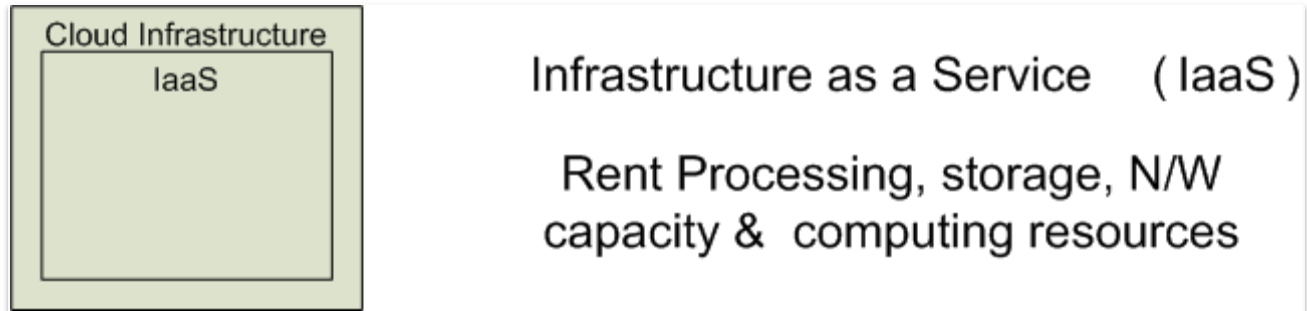 Cloud Infrastructure
IaaS
Infrastructure as a Service ( IaaS )
Rent Processing, storage, N/W
capacity & computing resources